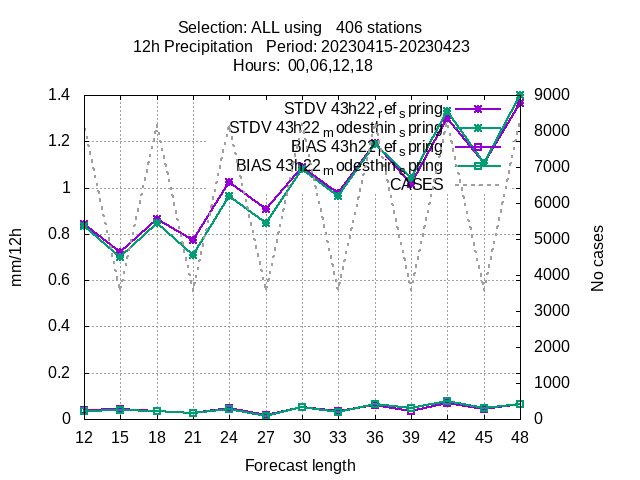 Selection: ALL using   406 stations
12h Precipitation   Period: 20230415-20230423
Hours:  00,06,12,18
STDV 43h22_ref_spring
STDV 43h22_modesthin_spring
BIAS 43h22_ref_spring
BIAS 43h22_modesthin_spring
CASES
1.4
1.2
1
0.8
0.6
0.4
0.2
0
mm/12h
9000
8000
7000
6000
5000
4000
3000
2000
1000
0
No cases
12 15 18 21 24 27 30 33 36 39 42 45 48
Forecast length